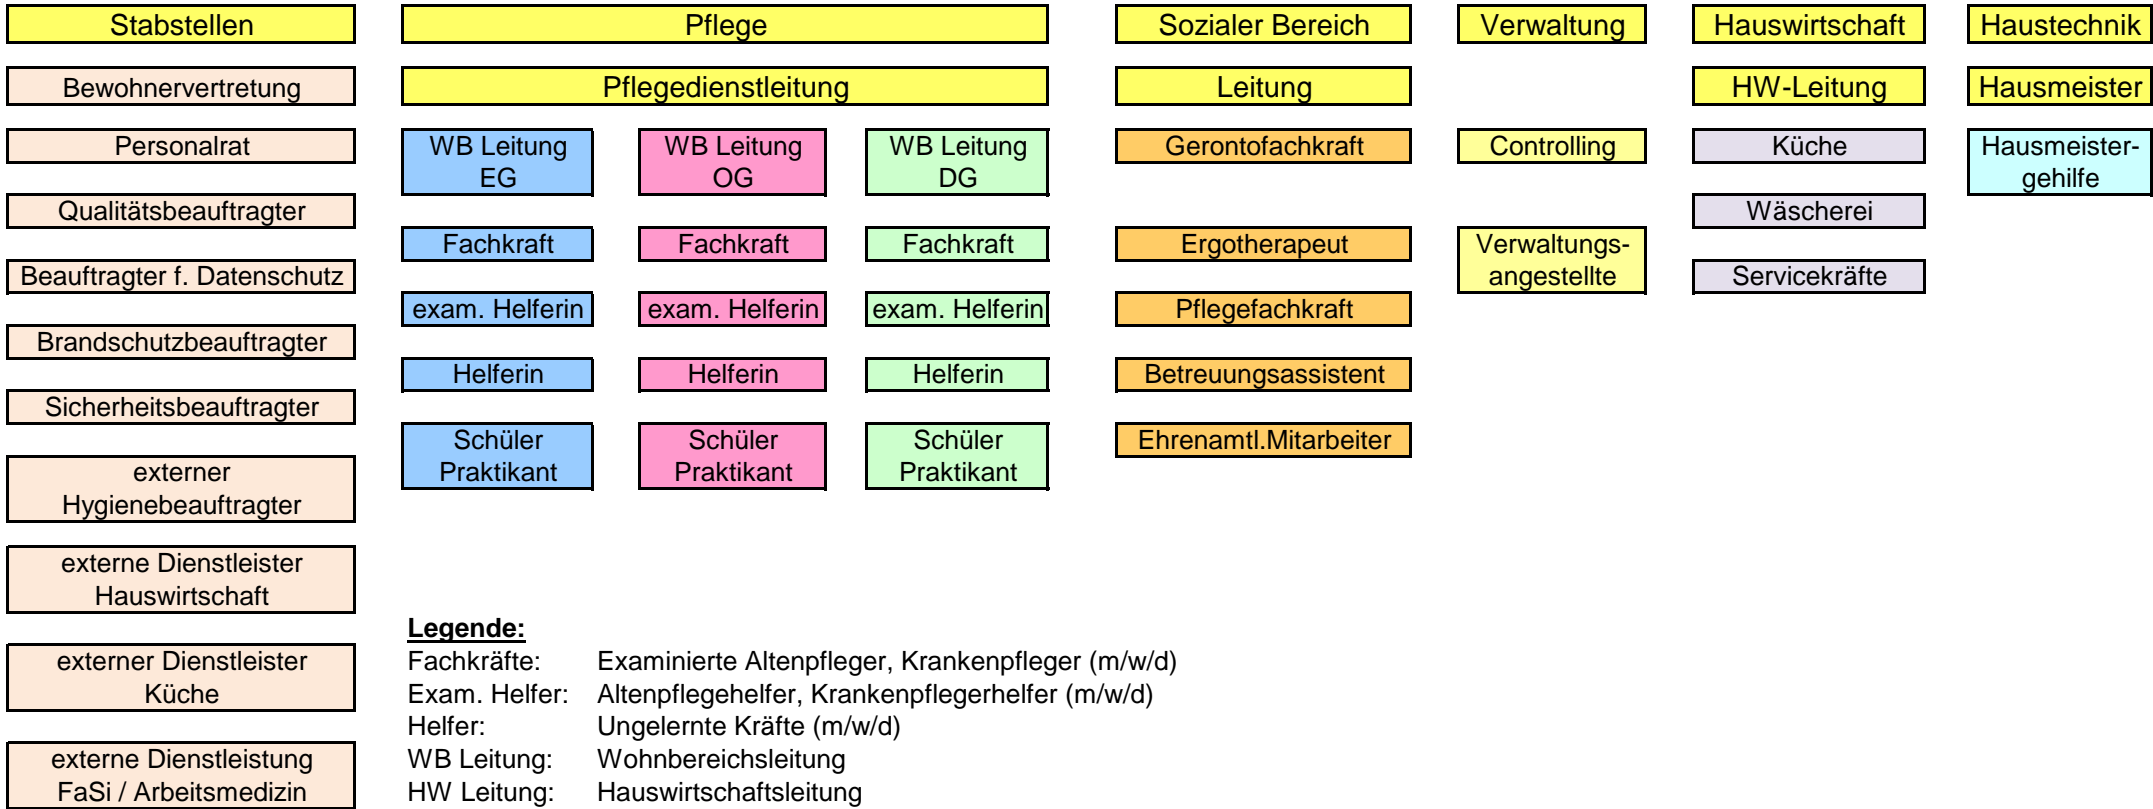 Stabstellen
Bewohnervertretung
Personalrat
Qualitätsbeauftragter
Beauftragter f. Datenschutz
Brandschutzbeauftragter
Sicherheitsbeauftragter
externer
Hygienebeauftragter
externe Dienstleister
Hauswirtschaft
externer Dienstleister
Küche
externe Dienstleistung
FaSi / Arbeitsmedizin
Pflege
Pflegedienstleitung
WB Leitung
EG
Fachkraft
exam. Helferin
Helferin
Schüler
Praktikant
WB Leitung
OG
Fachkraft
exam. Helferin
Helferin
Schüler
Praktikant
WB Leitung
DG
Fachkraft
exam. Helferin
Helferin
Schüler
Praktikant
Sozialer Bereich
Leitung
Gerontofachkraft
Ergotherapeut
Pflegefachkraft
Betreuungsassistent
Ehrenamtl.Mitarbeiter
Verwaltung
Controlling
Verwaltungs-
angestellte
Hauswirtschaft
HW-Leitung
Küche
Wäscherei
Servicekräfte
Haustechnik
Hausmeister
Hausmeister-
gehilfe
Legende:
Fachkräfte: Examinierte Altenpfleger, Krankenpfleger (m/w/d)
Exam. Helfer: Altenpflegehelfer, Krankenpflegerhelfer (m/w/d)
Helfer: Ungelernte Kräfte (m/w/d)
WB Leitung: Wohnbereichsleitung
HW Leitung: Hauswirtschaftsleitung